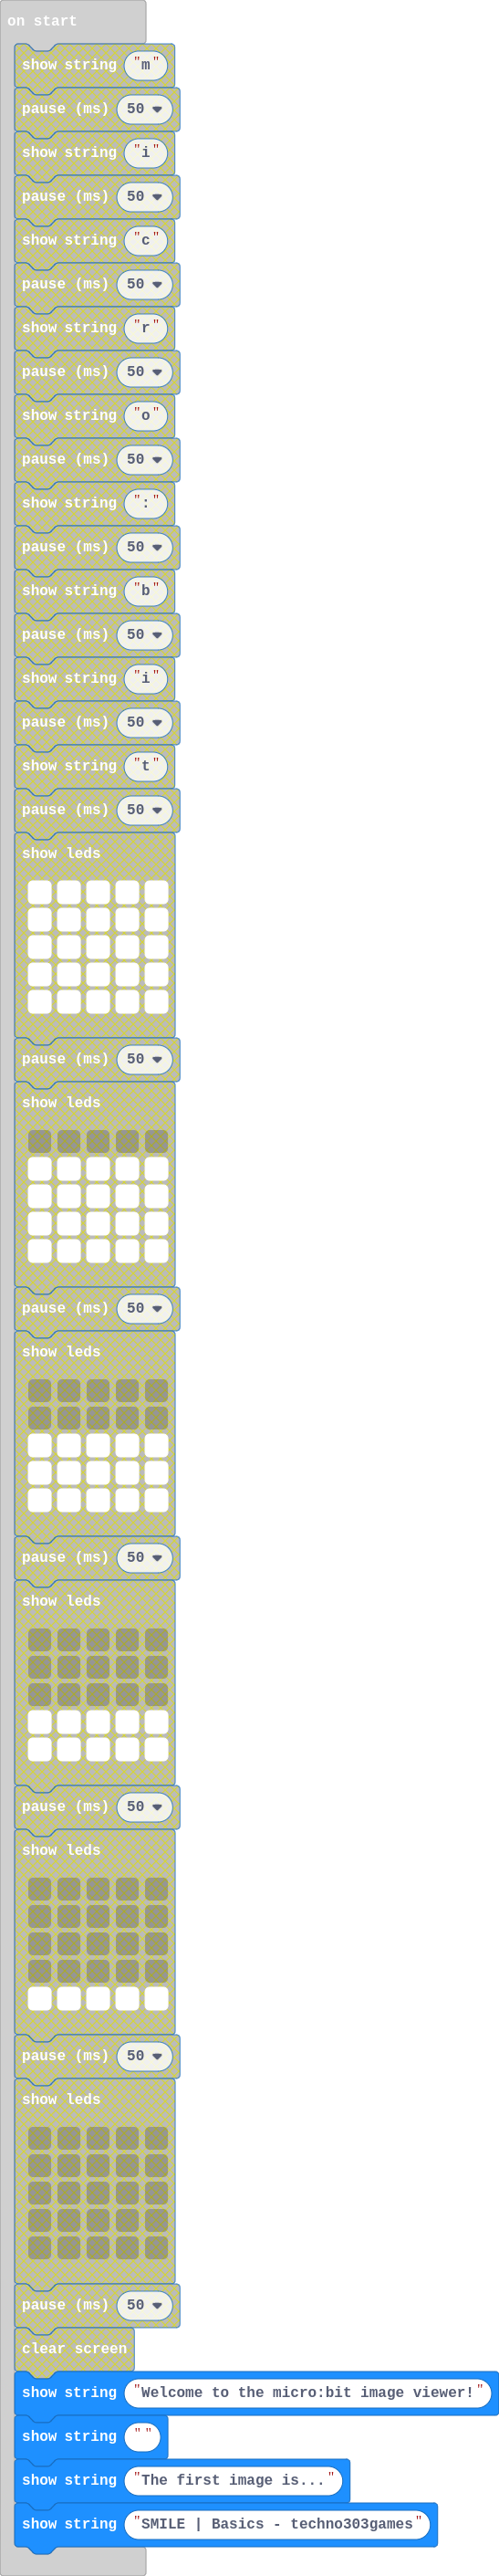 on start
show string "m"
pause (ms) 50
show string "i"
pause (ms) 50
show string "c"
pause (ms) 50
show string "r"
pause (ms) 50
show string "o"
pause (ms) 50
show string ":"
pause (ms) 50
show string "b"
pause (ms) 50
show string "i"
pause (ms) 50
show string "t"
pause (ms) 50
show leds
pause (ms) 50
show leds
pause (ms) 50
show leds
pause (ms) 50
show leds
pause (ms) 50
show leds
pause (ms) 50
show leds
pause (ms) 50
clear screen
show string "Welcome to the micro:bit image viewer!"
show string ""
show string "The first image is..."
show string "SMILE | Basics - techno303games"